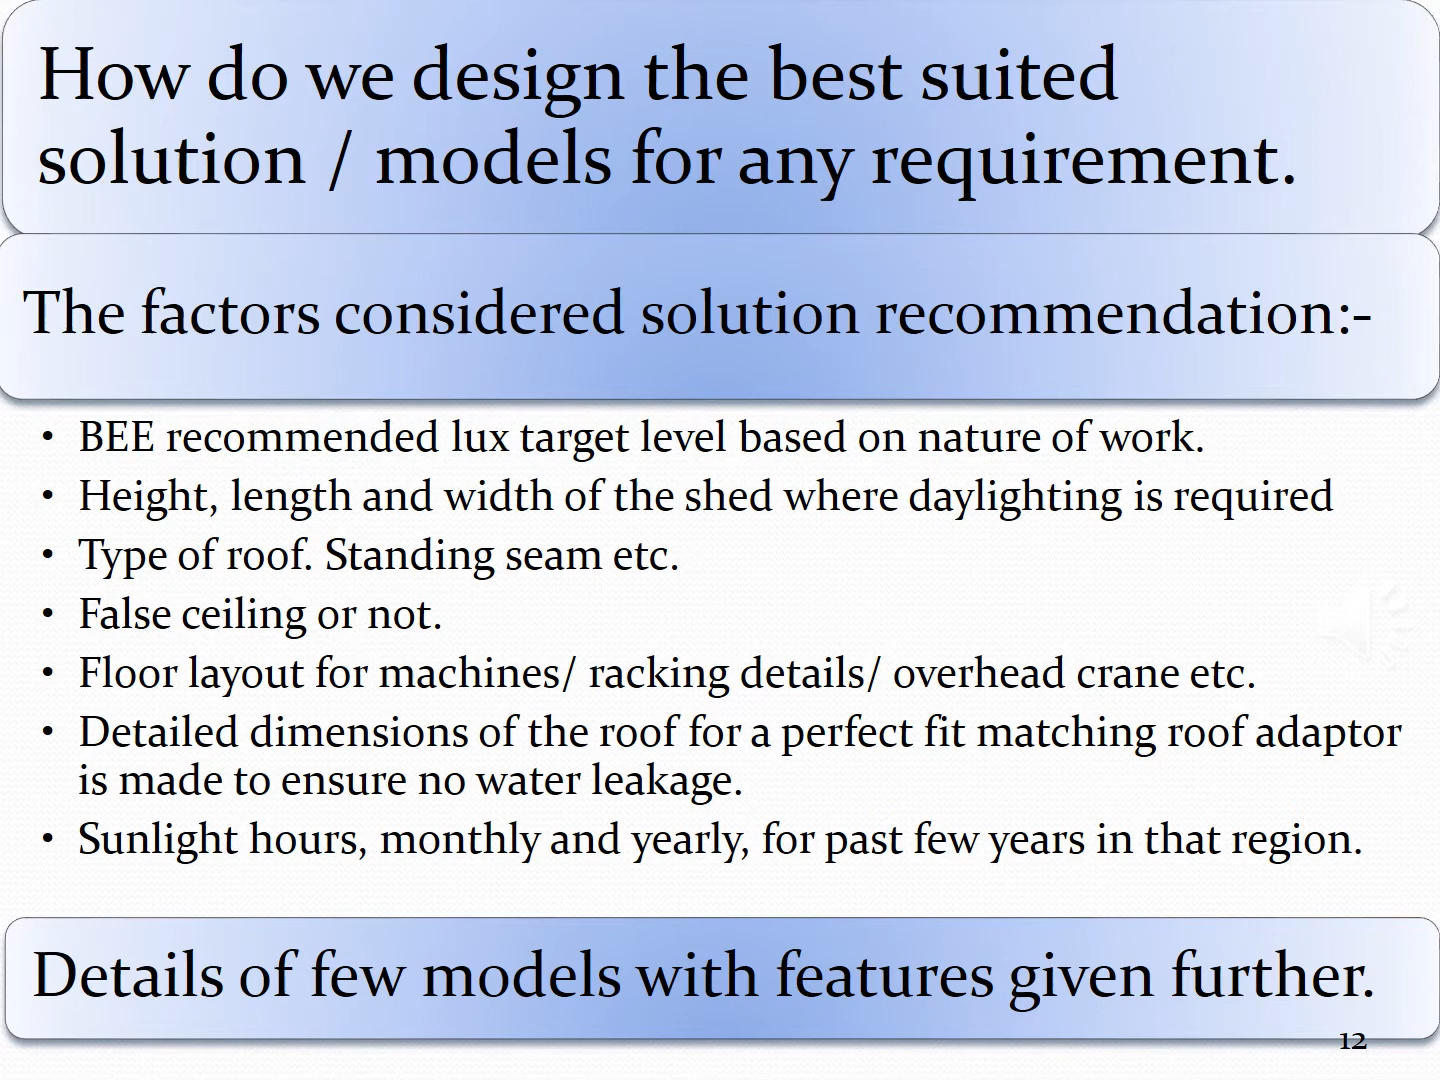 How do we design the best suited
solution / models for any requirement.
The factors considered solution recommendation:-
• BEE recommended lux target level based on nature of work.
• Height, length and width of the shed where daylighting is required
• Type of roof. Standing seam etc.
• False ceiling or not.
• Floor layout for machines/ racking details/ overhead crane etc.
• Detailed dimensions of the roof for a perfect fit matching roof adaptor
is made to ensure no water leakage.
• Sunlight hours, monthly and yearly, for past few years in that region.
Details of few models with features given further.
12